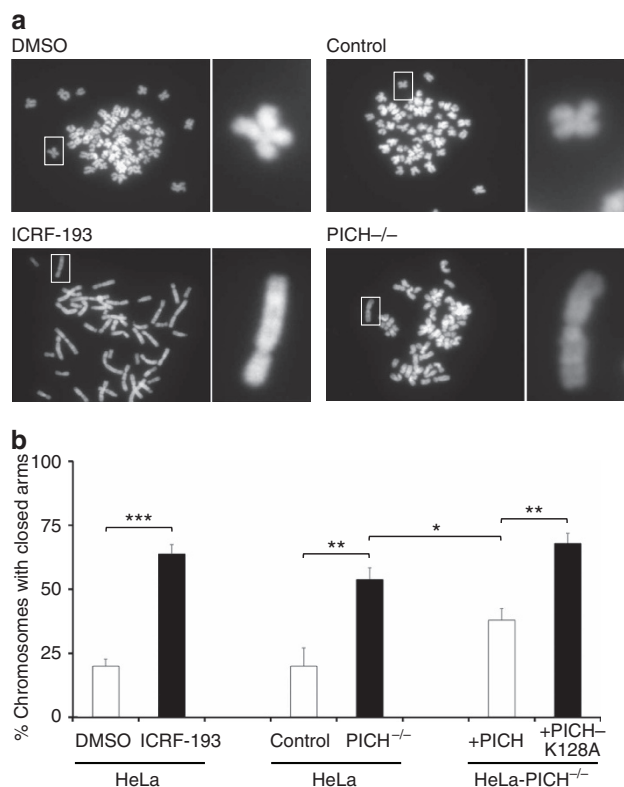 a
DMSO
Control
ICRF-193
PICH–/–
b
% Chromosomes with closed arms
100
75
50
25
0
***
**
*
**
DMSO ICRF-193
Control PICH–/–
+PICH +PICH–
K128A
HeLa
HeLa
HeLa-PICH–/–